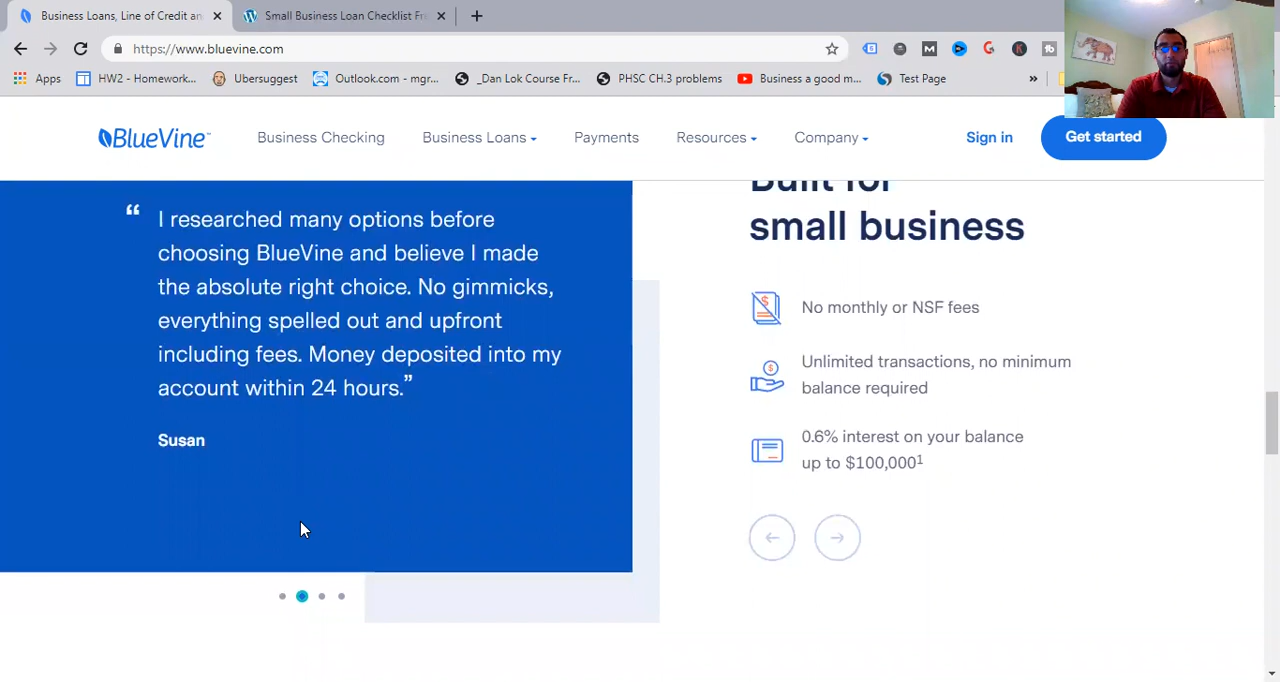 Business Loans, Line of Credit an
Small Business Loan Checklist Fr
https://www.bluevine.com
Apps
HW2 - Homework...
Ubersuggest
Outlook.com - mgr...
_Dan Lok Course Fr...
PHSC CH.3 problems
Business a good m...
Test Page
»
BlueVine™
Business Checking
Business Loans
Payments
Resources
Company
Sign in
Get started
Built for
small business
“ I researched many options before
choosing BlueVine and believe I made
the absolute right choice. No gimmicks,
everything spelled out and upfront
including fees. Money deposited into my
account within 24 hours.”
Susan
No monthly or NSF fees
Unlimited transactions, no minimum
balance required
0.6% interest on your balance
up to $100,000¹